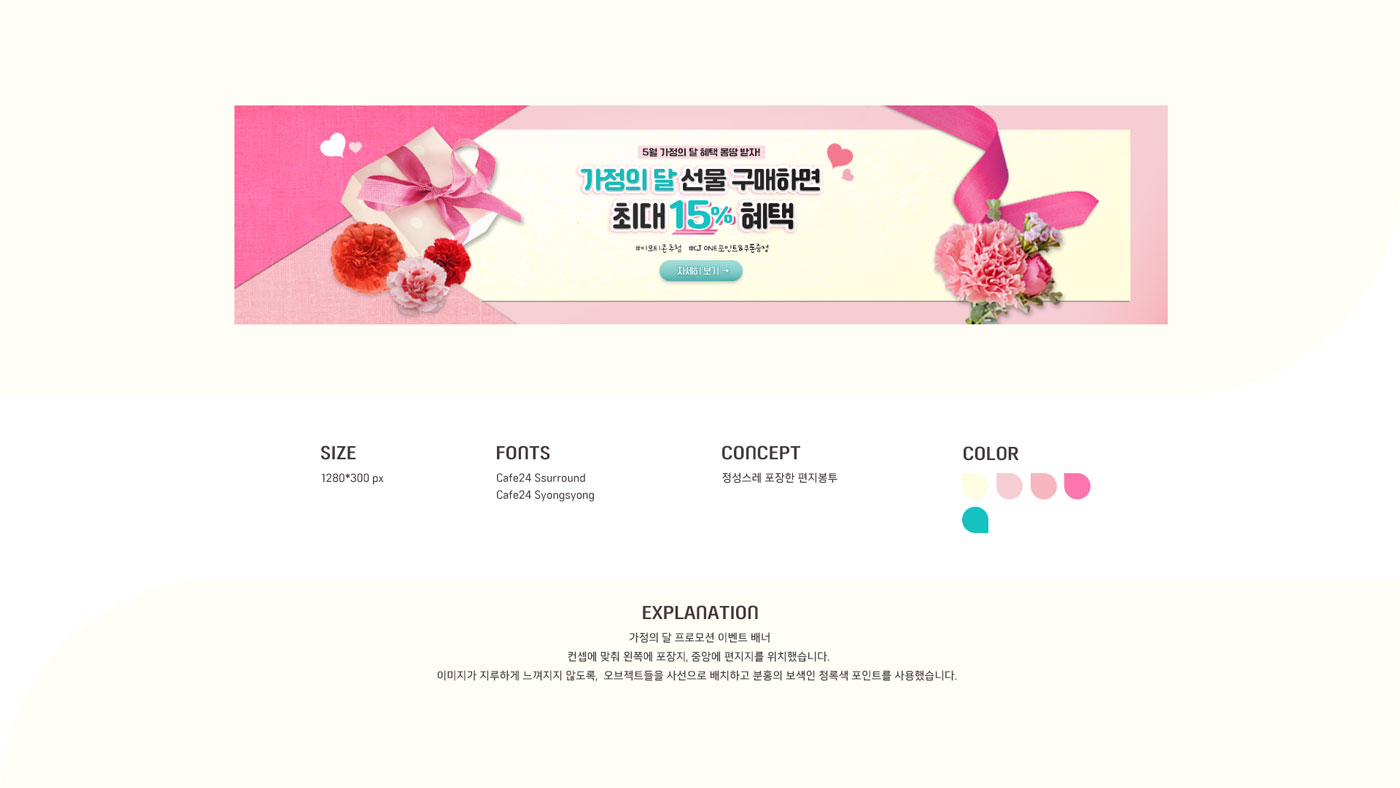 5월 가정의 달 혜택 몽땅 받자!
가정의 달 선물 구매하면
최대 15% 혜택
#이모티콘추첨 #CJ ONE포인트&쿠폰증정
자세히 보기 →
SIZE
1280*300 px
FONTS
Cafe24 Ssurround
Cafe24 Syongsyong
CONCEPT
정성스레 포장한 편지봉투
COLOR
EXPLANATION
가정의 달 프로모션 이벤트 배너
컨셉에 맞춰 왼쪽에 포장지, 중앙에 편지지를 위치했습니다.
이미지가 지루하게 느껴지지 않도록, 오브젝트들을 사선으로 배치하고 분홍의 보색인 청록색 포인트를 사용했습니다.